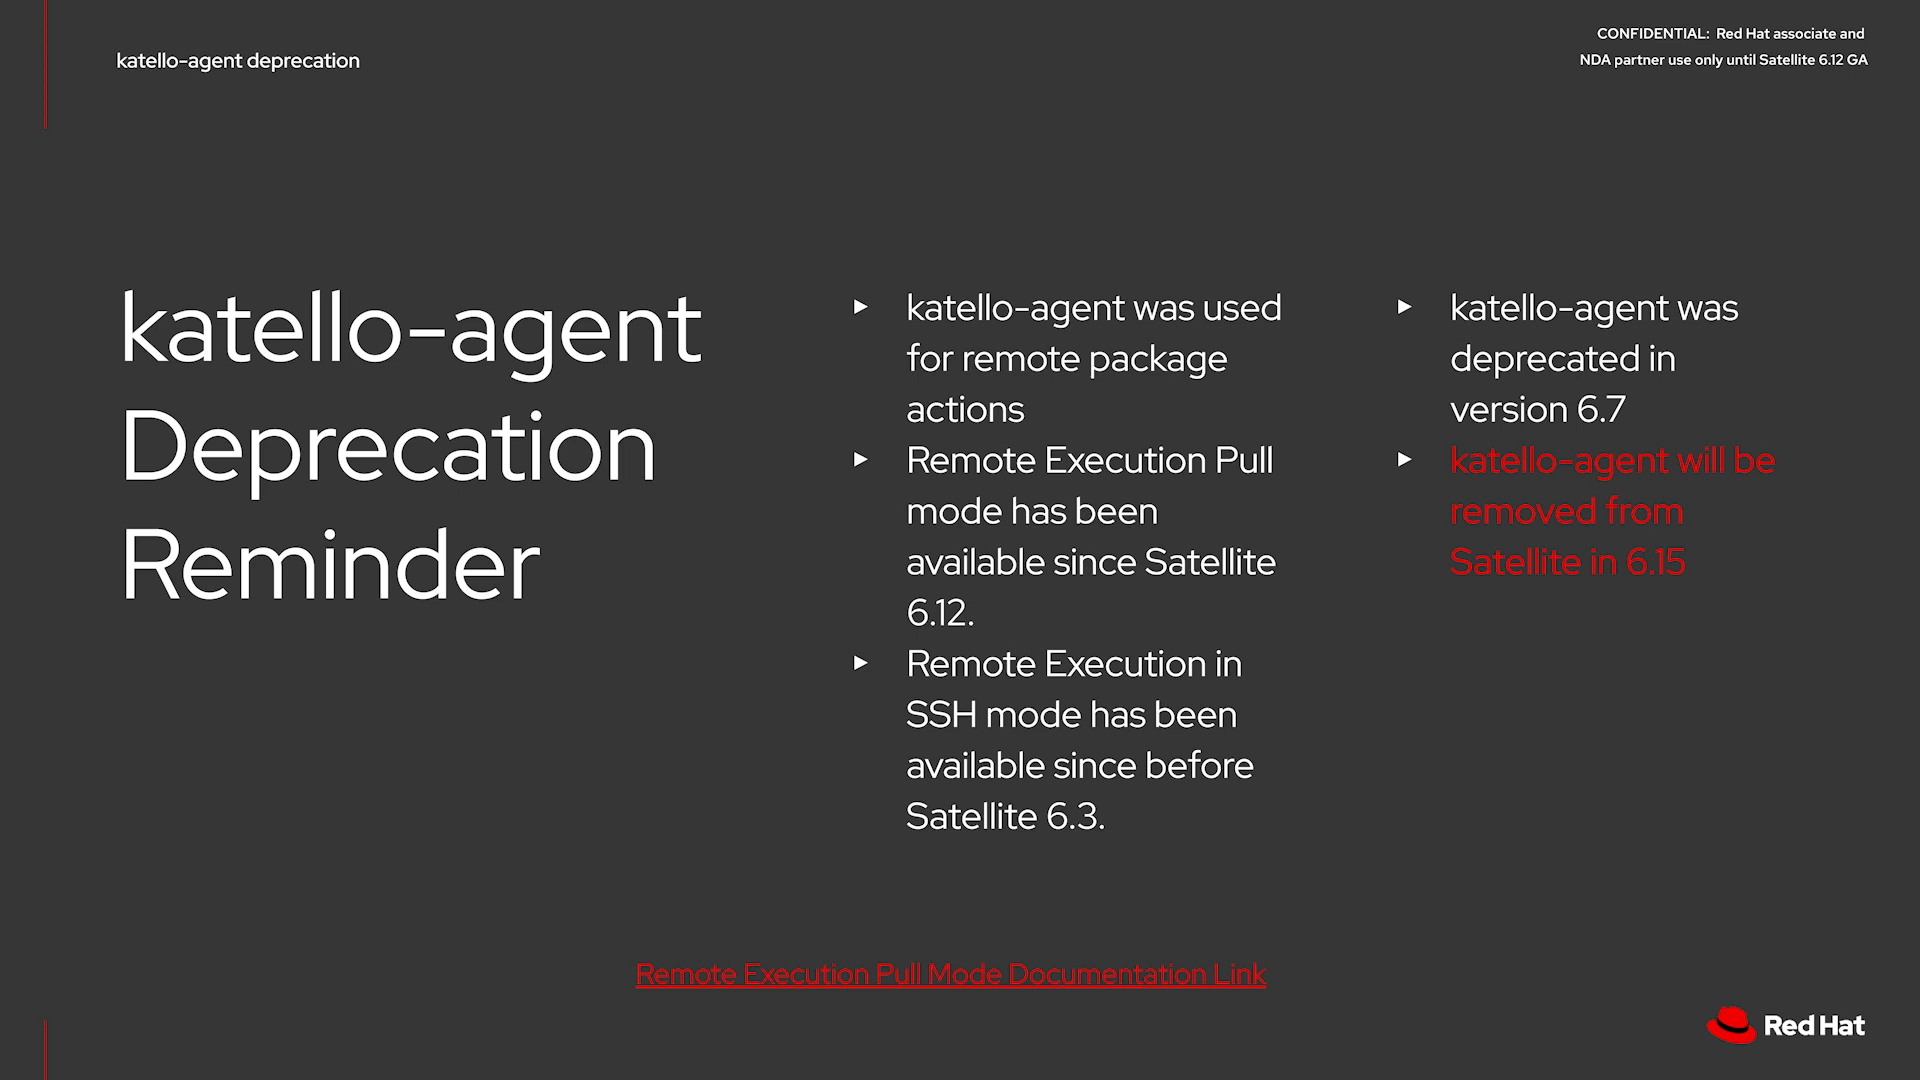 katello-agent deprecation
CONFIDENTIAL: Red Hat associate and
NDA partner use only until Satellite 6.12 GA
katello-agent
Deprecation
Reminder
katello-agent was used
for remote package
actions
Remote Execution Pull
mode has been
available since Satellite
6.12.
Remote Execution in
SSH mode has been
available since before
Satellite 6.3.
katello-agent was
deprecated in
version 6.7
katello-agent will be
removed from
Satellite in 6.15
Remote Execution Pull Mode Documentation Link
Red Hat